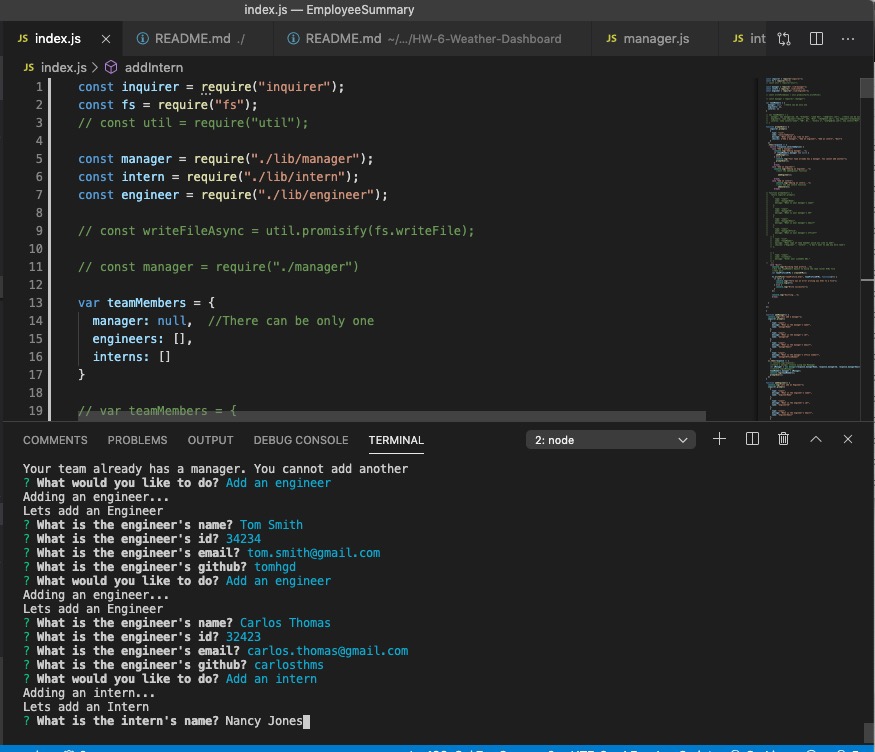 index.js — EmployeeSummary
JS index.js × README.md ./ README.md ~/.../HW-6-Weather-Dashboard JS manager.js JS int
JS index.js > addIntern
1 const inquirer = require("inquirer");
2 const fs = require("fs");
3 // const util = require("util");
4
5 const manager = require("./lib/manager");
6 const intern = require("./lib/intern");
7 const engineer = require("./lib/engineer");
8
9 // const writeFileAsync = util.promisify(fs.writeFile);
10
11 // const manager = require("./manager")
12
13 var teamMembers = {
14 manager: null, //There can be only one
15 engineers: [],
16 interns: []
17 }
18
19 // var teamMembers = {
COMMENTS PROBLEMS OUTPUT DEBUG CONSOLE TERMINAL 2: node
Your team already has a manager. You cannot add another
? What would you like to do? Add an engineer
Adding an engineer...
Lets add an Engineer
? What is the engineer's name? Tom Smith
? What is the engineer's id? 34234
? What is the engineer's email? tom.smith@gmail.com
? What is the engineer's github? tomhgd
? What would you like to do? Add an engineer
Adding an engineer...
Lets add an Engineer
? What is the engineer's name? Carlos Thomas
? What is the engineer's id? 32423
? What is the engineer's email? carlos.thomas@gmail.com
? What is the engineer's github? carlosthms
? What would you like to do? Add an intern
Adding an intern...
Lets add an Intern
? What is the intern's name? Nancy Jones